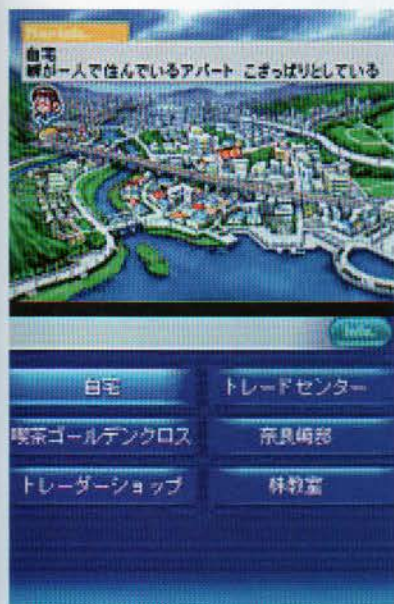 自宅
瞬が一人で住んでいるアパート こざっぱりとしている
自宅
トレードセンター
喫茶ゴールデンクロス
奈良崎邸
トレーダーショップ
株教室